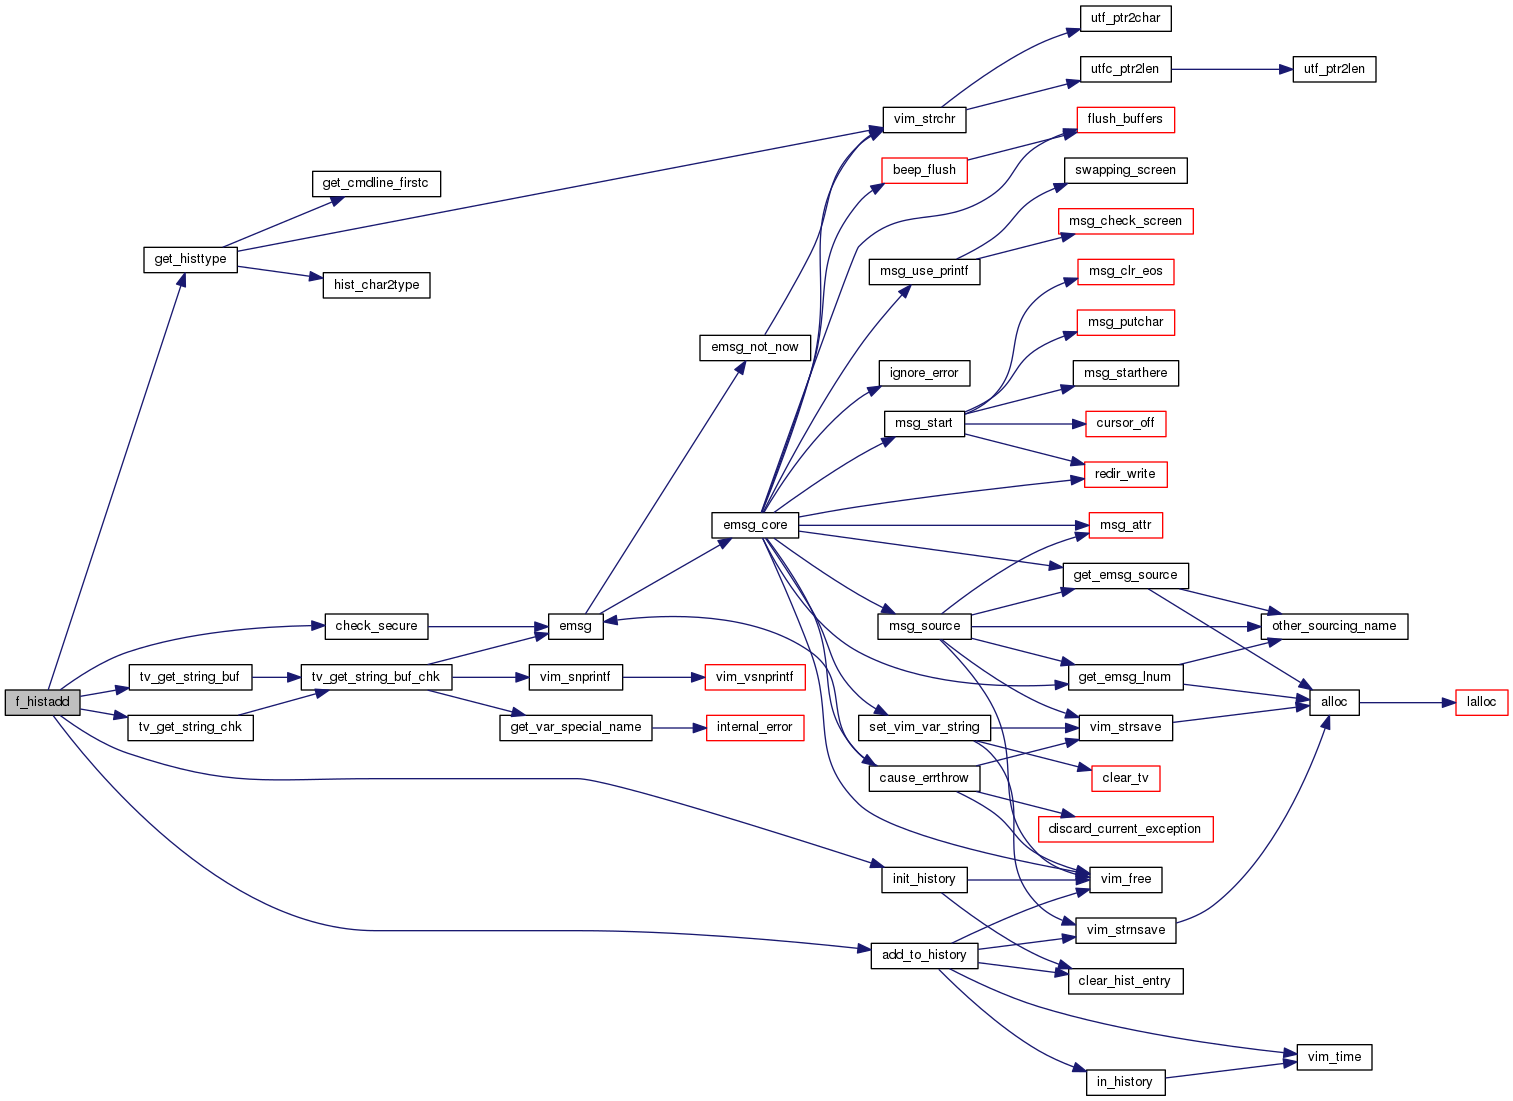 utf_ptr2char
utfc_ptr2len
utf_ptr2len
vim_strchr
flush_buffers
beep_flush
swapping_screen
get_cmdline_firstc
msg_check_screen
get_histtype
msg_use_printf
msg_clr_eos
hist_char2type
msg_putchar
emsg_not_now
ignore_error
msg_starthere
msg_start
cursor_off
redir_write
emsg_core
msg_attr
get_emsg_source
check_secure
emsg
msg_source
other_sourcing_name
tv_get_string_buf
tv_get_string_buf_chk
vim_snprintf
vim_vsnprintf
get_emsg_lnum
f_histadd
alloc
lalloc
tv_get_string_chk
get_var_special_name
internal_error
set_vim_var_string
vim_strsave
cause_errthrow
clear_tv
discard_current_exception
init_history
vim_free
vim_strnsave
add_to_history
clear_hist_entry
vim_time
in_history